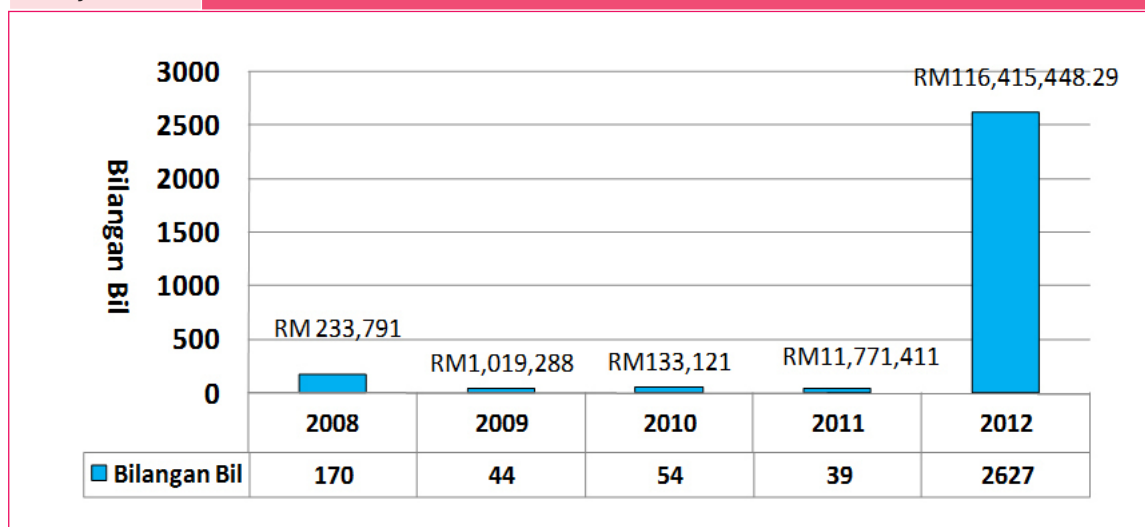 3000
RM116,415,448.29
2500
2000
1500
1000
500
0
Bilangan Bil
RM 233,791
RM1,019,288
RM133,121
RM11,771,411
2008 2009 2010 2011 2012
Bilangan Bil 170 44 54 39 2627